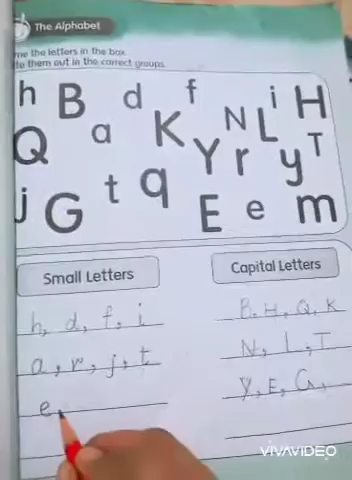 The Alphabet
me the letters in the box
te them out in the correct groups.
h B d f i H
Q a K N L T
Y r y
j G t q E e m
Small Letters
Capital Letters
h, d, f, i
B, H, Q, K
a, r, j, t
N, L, T
Y, E, G,
e,
VIVAVIDEO